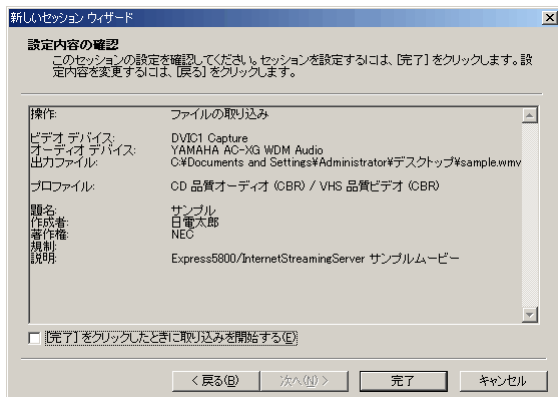 新しいセッション ウィザード
設定内容の確認
このセッションの設定を確認してください。セッションを設定するには、[完了] をクリックします。設
定内容を変更するには、[戻る] をクリックします。
操作: ファイルの取り込み
ビデオ デバイス: DVIC1 Capture
オーディオ デバイス: YAMAHA AC-XG WDM Audio
出力ファイル: C:¥Documents and Settings¥Administrator¥デスクトップ¥sample.wmv
プロファイル: CD 品質オーディオ (CBR) / VHS 品質ビデオ (CBR)
題名: サンプル
作成者: 日電太郎
著作権: NEC
規制:
説明: Express5800/InternetStreamingServer サンプルムービー
[完了] をクリックしたときに取り込みを開始する(E)
< 戻る(B) 次へ(N) > 完了 キャンセル